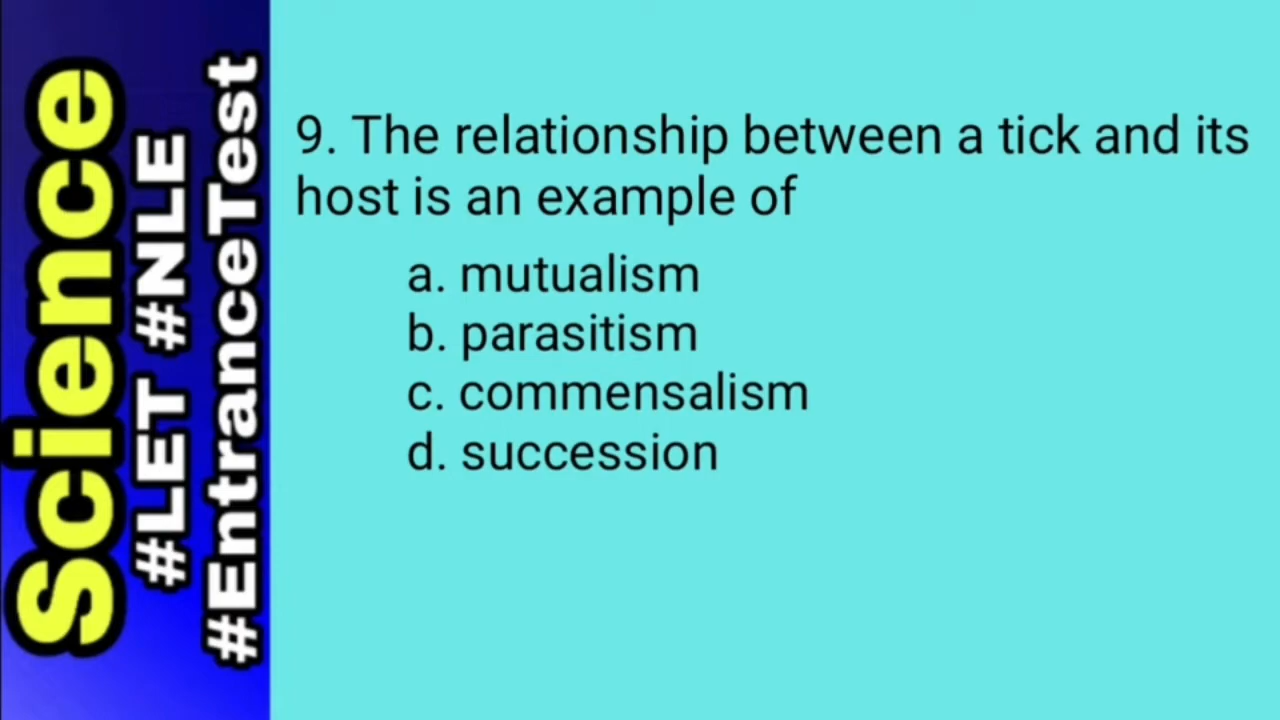 Science
#LET #NLE
#EntranceTest
9. The relationship between a tick and its
host is an example of
a. mutualism
b. parasitism
c. commensalism
d. succession